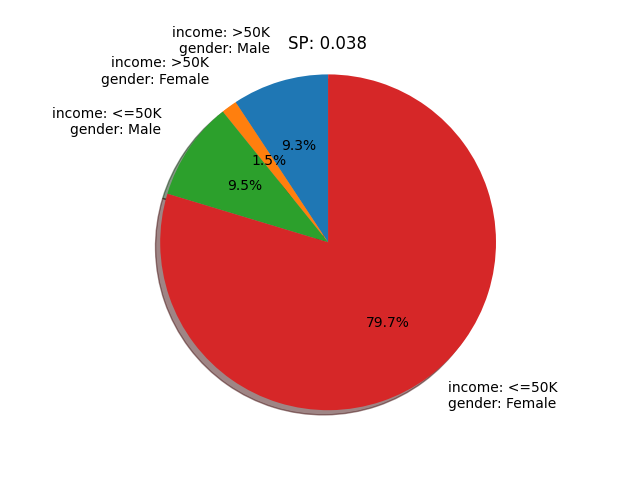 income: >50K
gender: Male
SP: 0.038
income: >50K
gender: Female
income: <=50K
gender: Male
9.3%
1.5%
9.5%
79.7%
income: <=50K
gender: Female